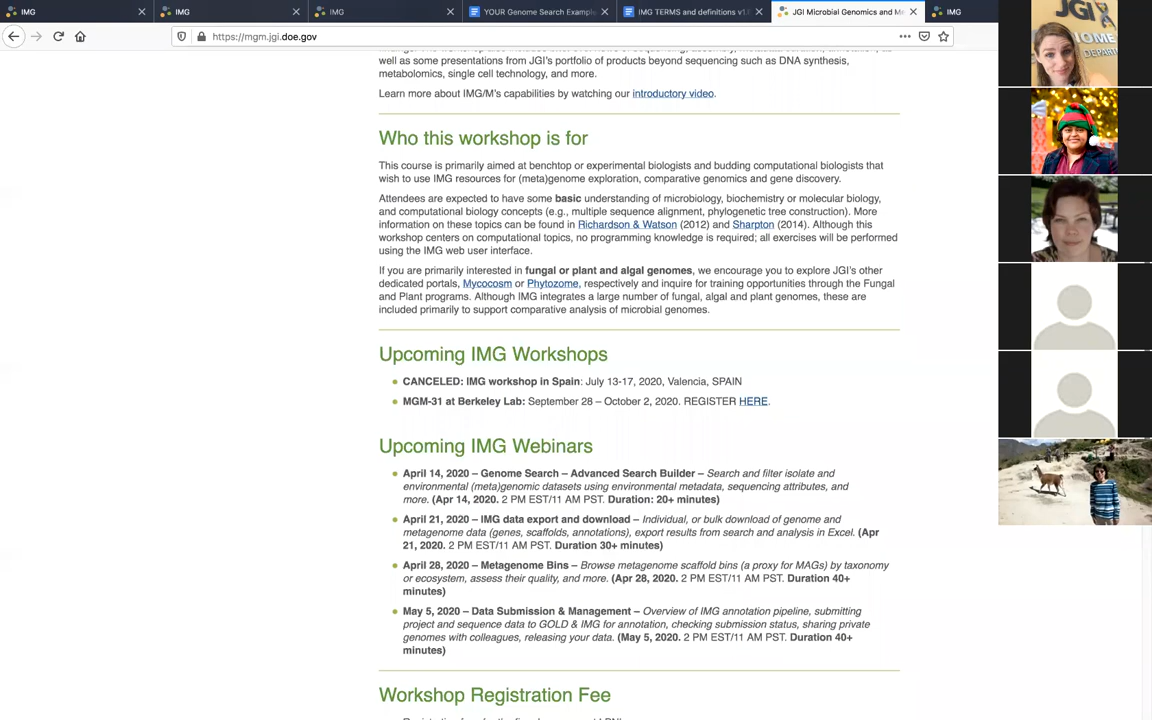 IMG
IMG
IMG
YOUR Genome Search Example
IMG TERMS and definitions v1.
JGI Microbial Genomics and Me
IMG
https://mgm.jgi.doe.gov
well as some presentations from JGI's portfolio of products beyond sequencing such as DNA synthesis,
metabolomics, single cell technology, and more.
Learn more about IMG/M's capabilities by watching our introductory video.
Who this workshop is for
This course is primarily aimed at benchtop or experimental biologists and budding computational biologists that
wish to use IMG resources for (meta)genome exploration, comparative genomics and gene discovery.
Attendees are expected to have some basic understanding of microbiology, biochemistry or molecular biology,
and computational biology concepts (e.g., multiple sequence alignment, phylogenetic tree construction). More
information on these topics can be found in Richardson & Watson (2012) and Sharpton (2014). Although this
workshop centers on computational topics, no programming knowledge is required; all exercises will be performed
using the IMG web user interface.
If you are primarily interested in fungal or plant and algal genomes, we encourage you to explore JGI's other
dedicated portals, Mycocosm or Phytozome, respectively and inquire for training opportunities through the Fungal
and Plant programs. Although IMG integrates a large number of fungal, algal and plant genomes, these are
included primarily to support comparative analysis of microbial genomes.
Upcoming IMG Workshops
CANCELED: IMG workshop in Spain: July 13-17, 2020, Valencia, SPAIN
MGM-31 at Berkeley Lab: September 28 – October 2, 2020. REGISTER HERE.
Upcoming IMG Webinars
April 14, 2020 – Genome Search – Advanced Search Builder – Search and filter isolate and
environmental (meta)genomic datasets using environmental metadata, sequencing attributes, and
more. (Apr 14, 2020. 2 PM EST/11 AM PST. Duration: 20+ minutes)
April 21, 2020 – IMG data export and download – Individual, or bulk download of genome and
metagenome data (genes, scaffolds, annotations), export results from search and analysis in Excel. (Apr
21, 2020. 2 PM EST/11 AM PST. Duration 30+ minutes)
April 28, 2020 – Metagenome Bins – Browse metagenome scaffold bins (a proxy for MAGs) by taxonomy
or ecosystem, assess their quality, and more. (Apr 28, 2020. 2 PM EST/11 AM PST. Duration 40+
minutes)
May 5, 2020 – Data Submission & Management – Overview of IMG annotation pipeline, submitting
project and sequence data to GOLD & IMG for annotation, checking submission status, sharing private
genomes with colleagues, releasing your data. (May 5, 2020. 2 PM EST/11 AM PST. Duration 40+
minutes)
Workshop Registration Fee
JGI